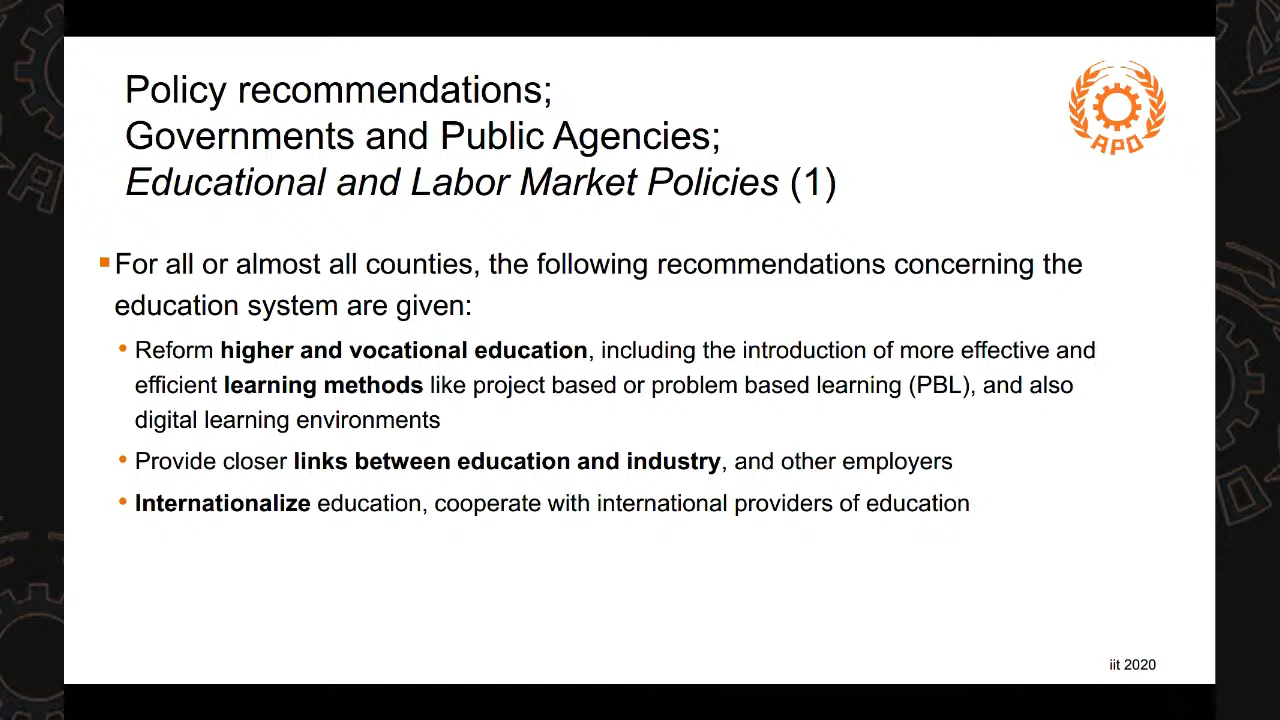 Policy recommendations;
Governments and Public Agencies;
Educational and Labor Market Policies (1)
APO
▪For all or almost all counties, the following recommendations concerning the
education system are given:
• Reform higher and vocational education, including the introduction of more effective and
efficient learning methods like project based or problem based learning (PBL), and also
digital learning environments
• Provide closer links between education and industry, and other employers
• Internationalize education, cooperate with international providers of education
iit 2020